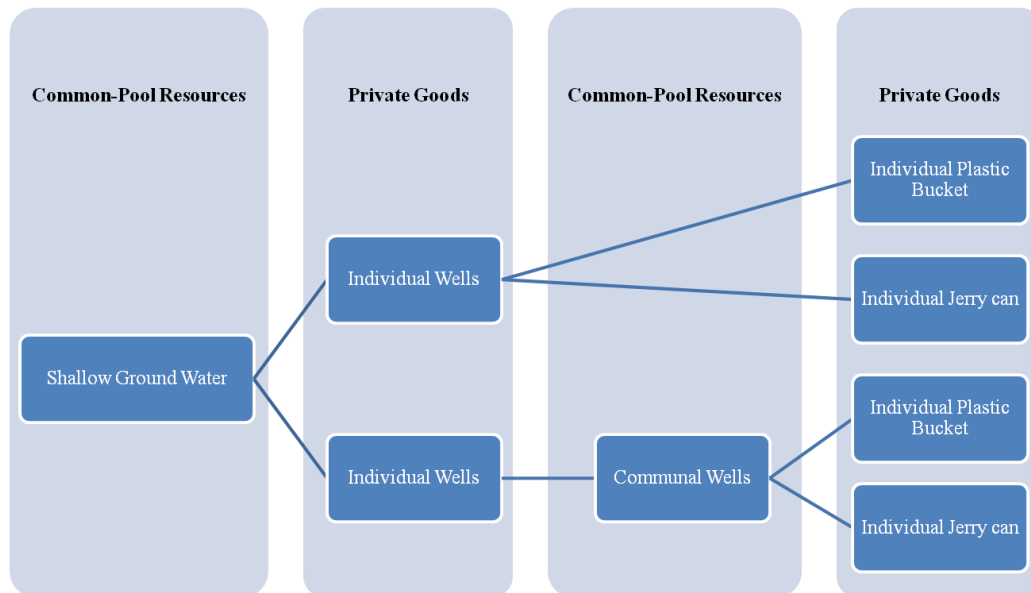 Common-Pool Resources
Private Goods
Common-Pool Resources
Private Goods
Shallow Ground Water
Individual Wells
Individual Wells
Communal Wells
Individual Plastic
Bucket
Individual Jerry can
Individual Plastic
Bucket
Individual Jerry can